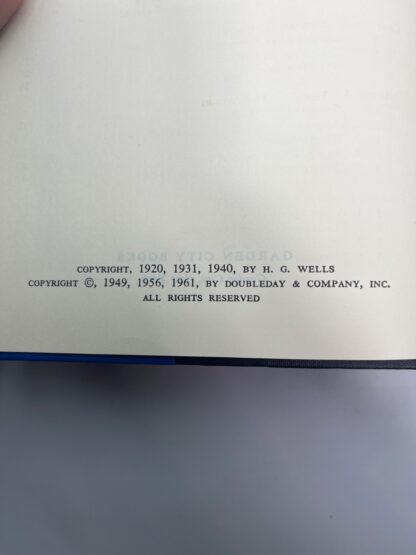 COPYRIGHT, 1920, 1931, 1940, BY H. G. WELLS
COPYRIGHT ©, 1949, 1956, 1961, BY DOUBLEDAY & COMPANY, INC.
ALL RIGHTS RESERVED